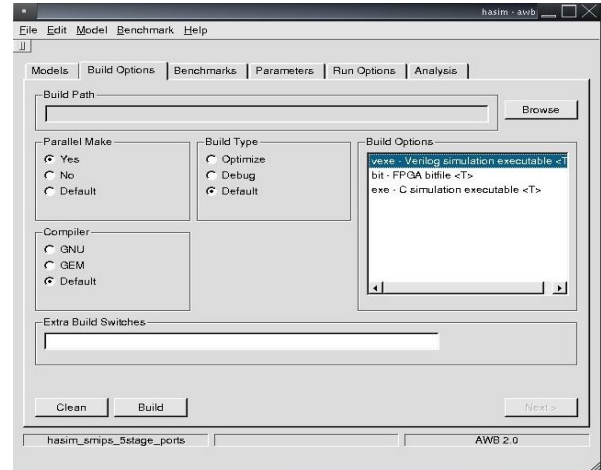 hasim - awb
File Edit Model Benchmark Help
Models Build Options Benchmarks Parameters Run Options Analysis
Build Path
Browse
Parallel Make
Yes
No
Default
Build Type
Optimize
Debug
Default
Build Options
vexe - Verilog simulation executable <T
bit - FPGA bitfile <T>
exe - C simulation executable <T>
Compiler
GNU
GEM
Default
Extra Build Switches
Clean Build Next >
hasim_smips_5stage_ports AWB 2.0